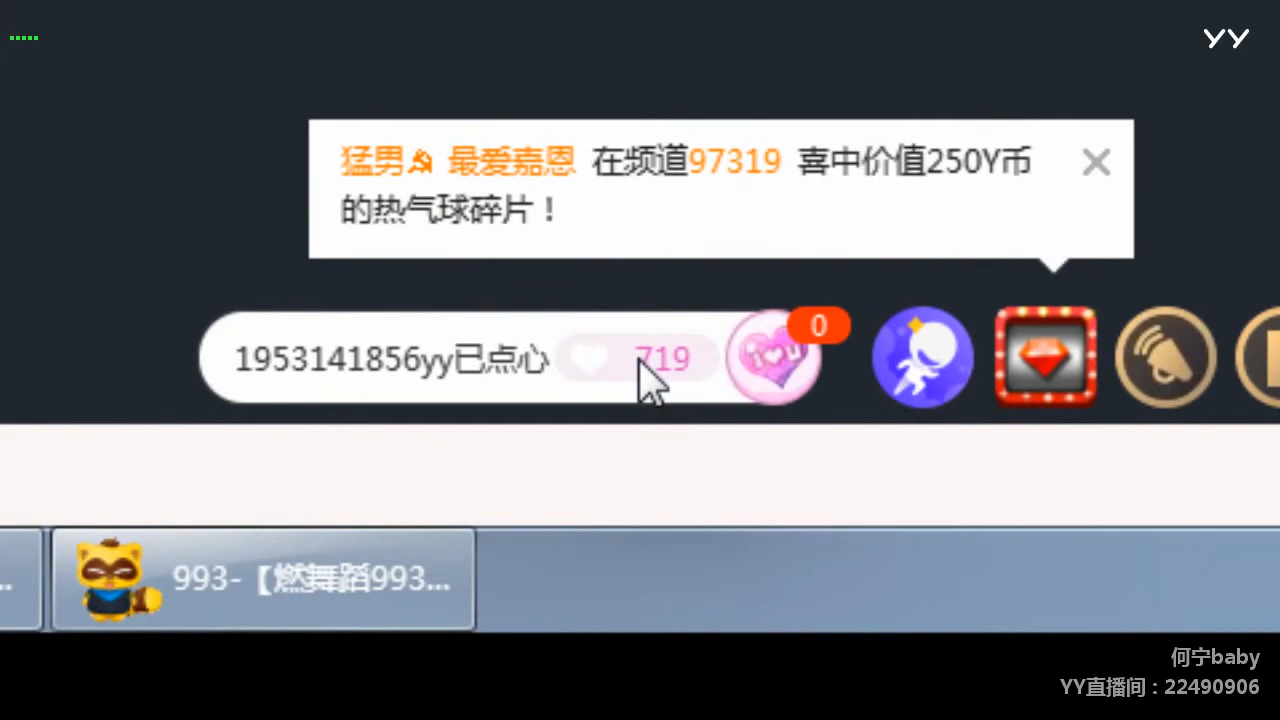 YY
猛男☭ 最爱嘉恩 在频道97319 喜中价值250Y币
的热气球碎片！
0
1953141856yy已点心 719
i u
993-【燃舞蹈993...
何宁baby
YY直播间：22490906